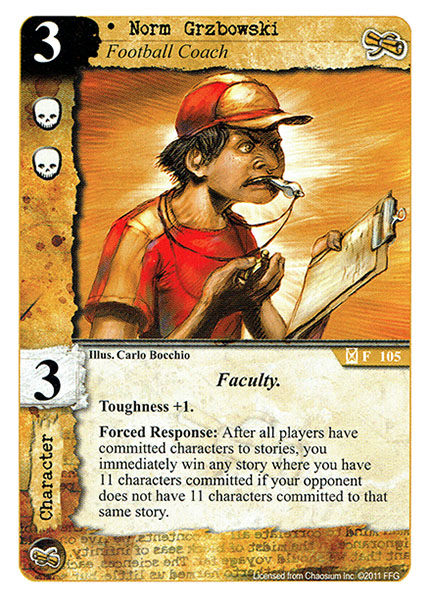 3
• Norm Grzbowski
Football Coach
Illus. Carlo Bocchio
F 105
3
Character
Faculty.
Toughness +1.
Forced Response: After all players have
committed characters to stories, you
immediately win any story where you have
11 characters committed if your opponent
does not have 11 characters committed to that
same story.
Licensed from Chaosium Inc. ©2011 FFG